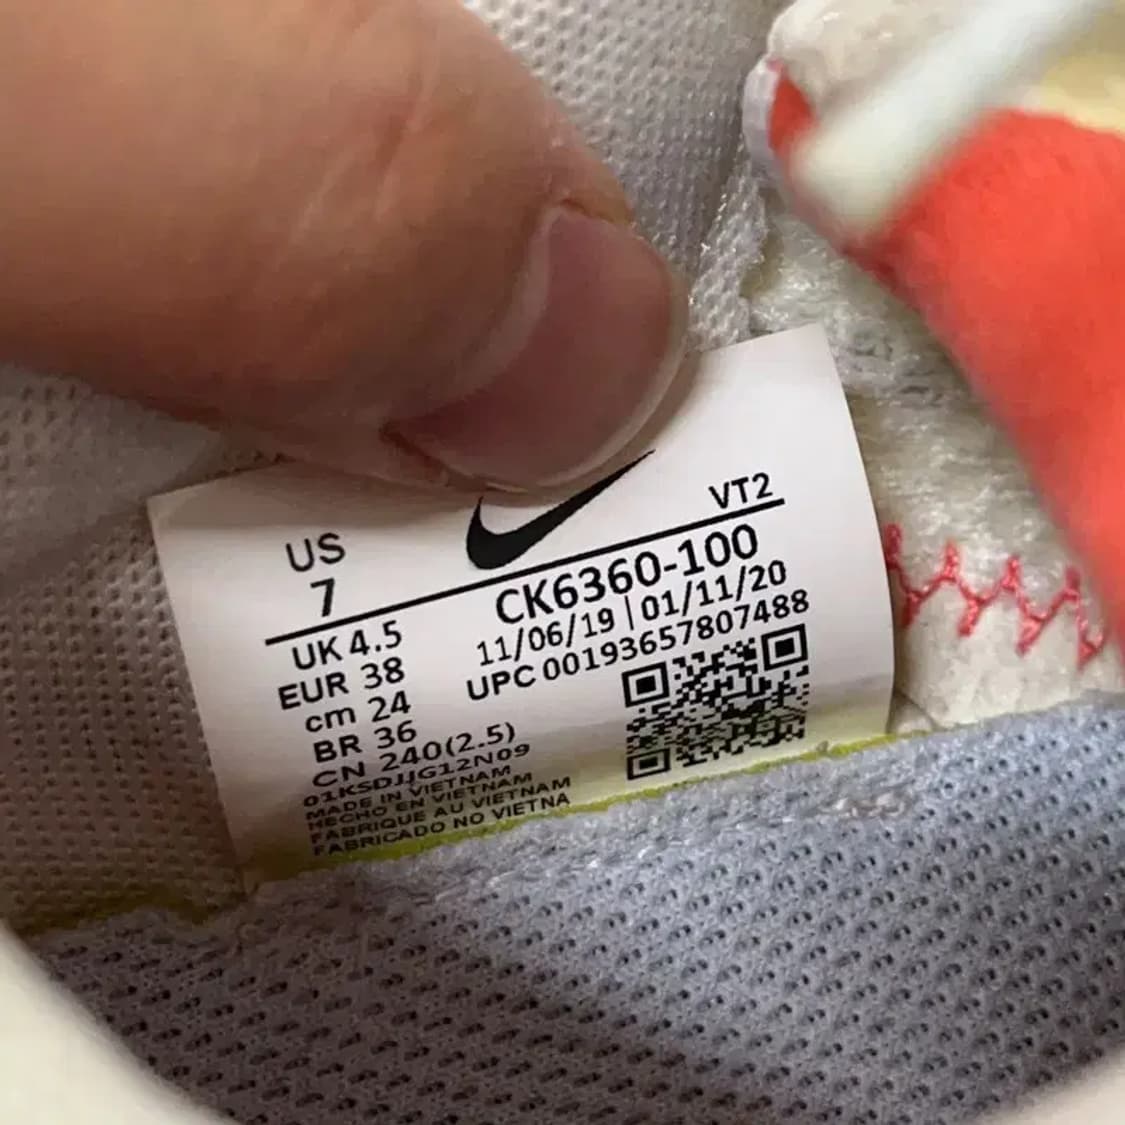 VT2
US
7
CK6360-100
11/06/19 | 01/11/20
UPC 00193657807488
UK 4.5
EUR 38
cm 24
BR 36
CN 240(2.5)
01KSDJJG12N09
MADE IN VIETNAM
HECHO EN VIETNAM
FABRIQUE AU VIETNAM
FABRICADO NO VIETNA